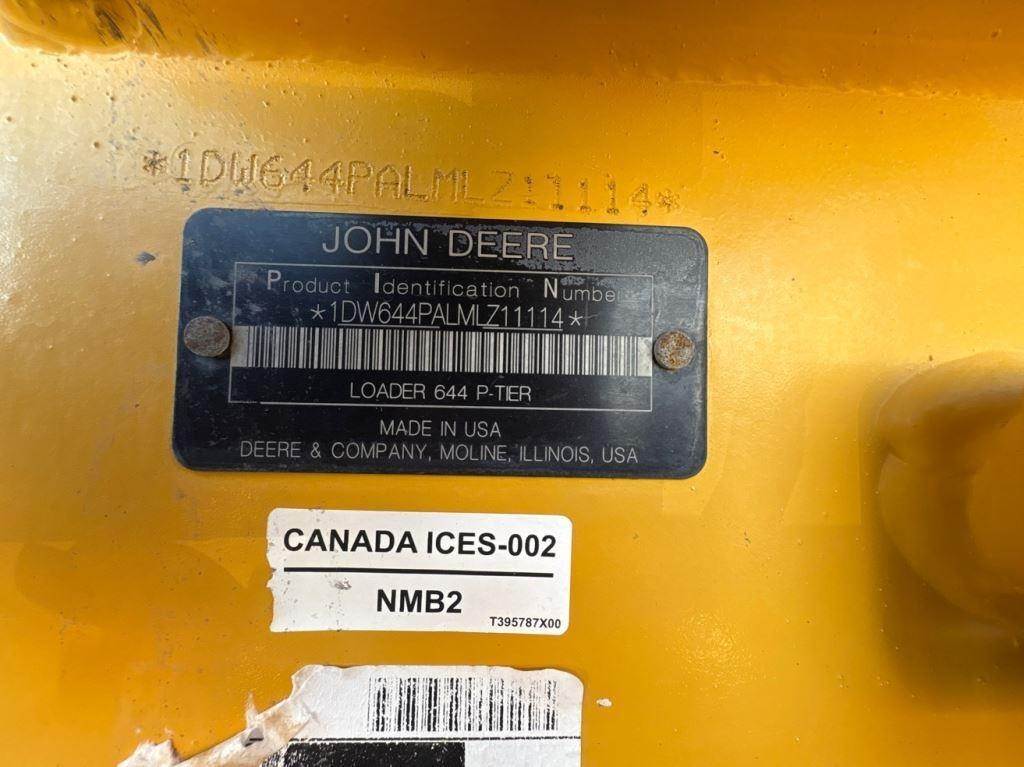 *1DW644PALMLZ11114*
JOHN DEERE
Product Identification Number
*1DW644PALMLZ11114*
LOADER 644 P-TIER
MADE IN USA
DEERE & COMPANY, MOLINE, ILLINOIS, USA
CANADA ICES-002
NMB2
T395787X00